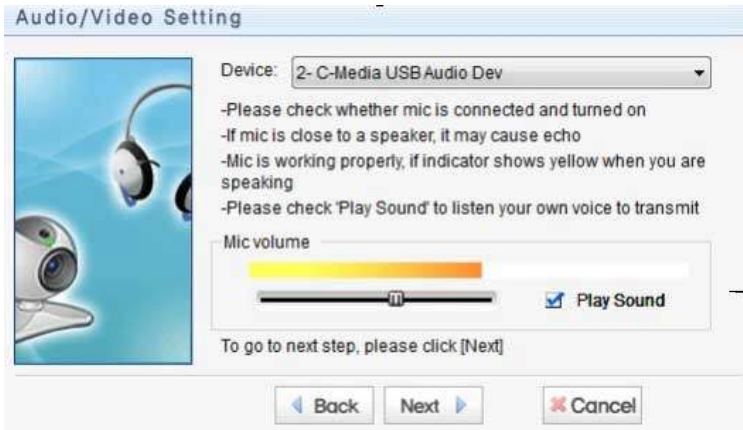 Audio/Video Setting
Device: 2- C-Media USB Audio Dev
-Please check whether mic is connected and turned on
-If mic is close to a speaker, it may cause echo
-Mic is working properly, if indicator shows yellow when you are
speaking
-Please check 'Play Sound' to listen your own voice to transmit
Mic volume
Play Sound
To go to next step, please click [Next]
Back Next Cancel